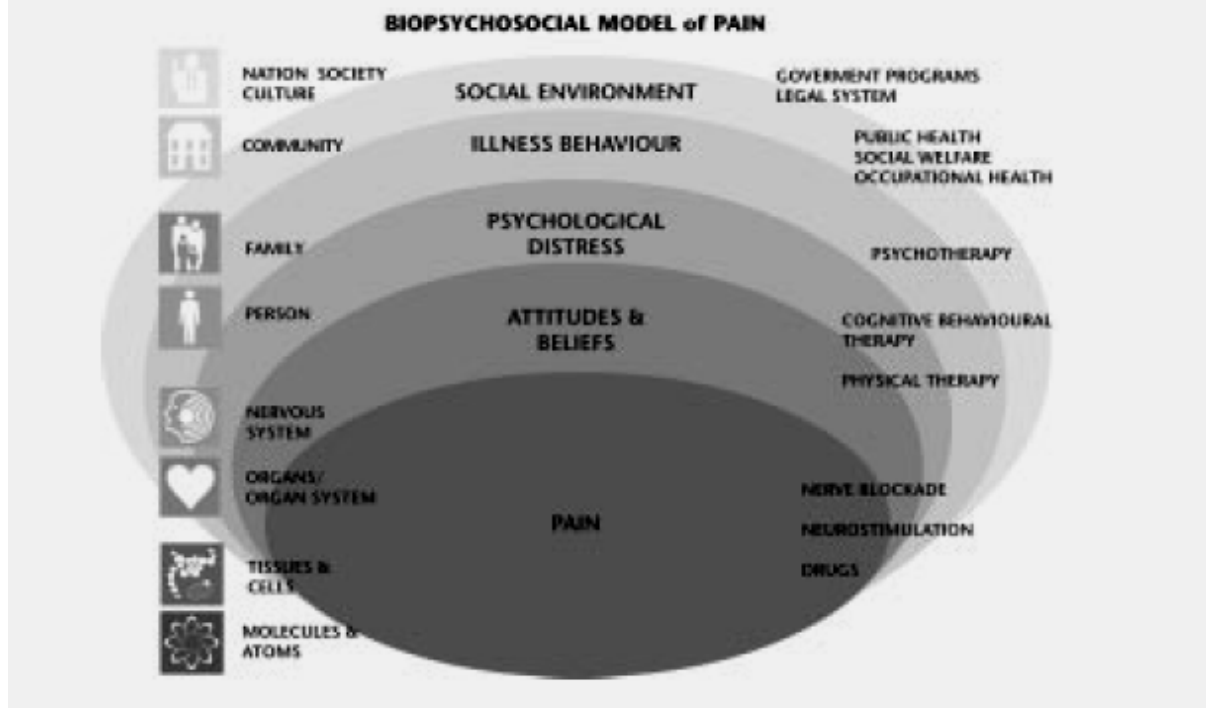 BIOPSYCHOSOCIAL MODEL of PAIN
NATION SOCIETY
CULTURE
SOCIAL ENVIRONMENT
GOVERMENT PROGRAMS
LEGAL SYSTEM
COMMUNITY
ILLNESS BEHAVIOUR
PUBLIC HEALTH
SOCIAL WELFARE
OCCUPATIONAL HEALTH
FAMILY
PSYCHOLOGICAL
DISTRESS
PSYCHOTHERAPY
PERSON
ATTITUDES &
BELIEFS
COGNITIVE BEHAVIOURAL
THERAPY
PHYSICAL THERAPY
NERVOUS
SYSTEM
ORGANS/
ORGAN SYSTEM
PAIN
NERVE BLOCKADE
NEUROSTIMULATION
DRUGS
TISSUES &
CELLS
MOLECULES &
ATOMS